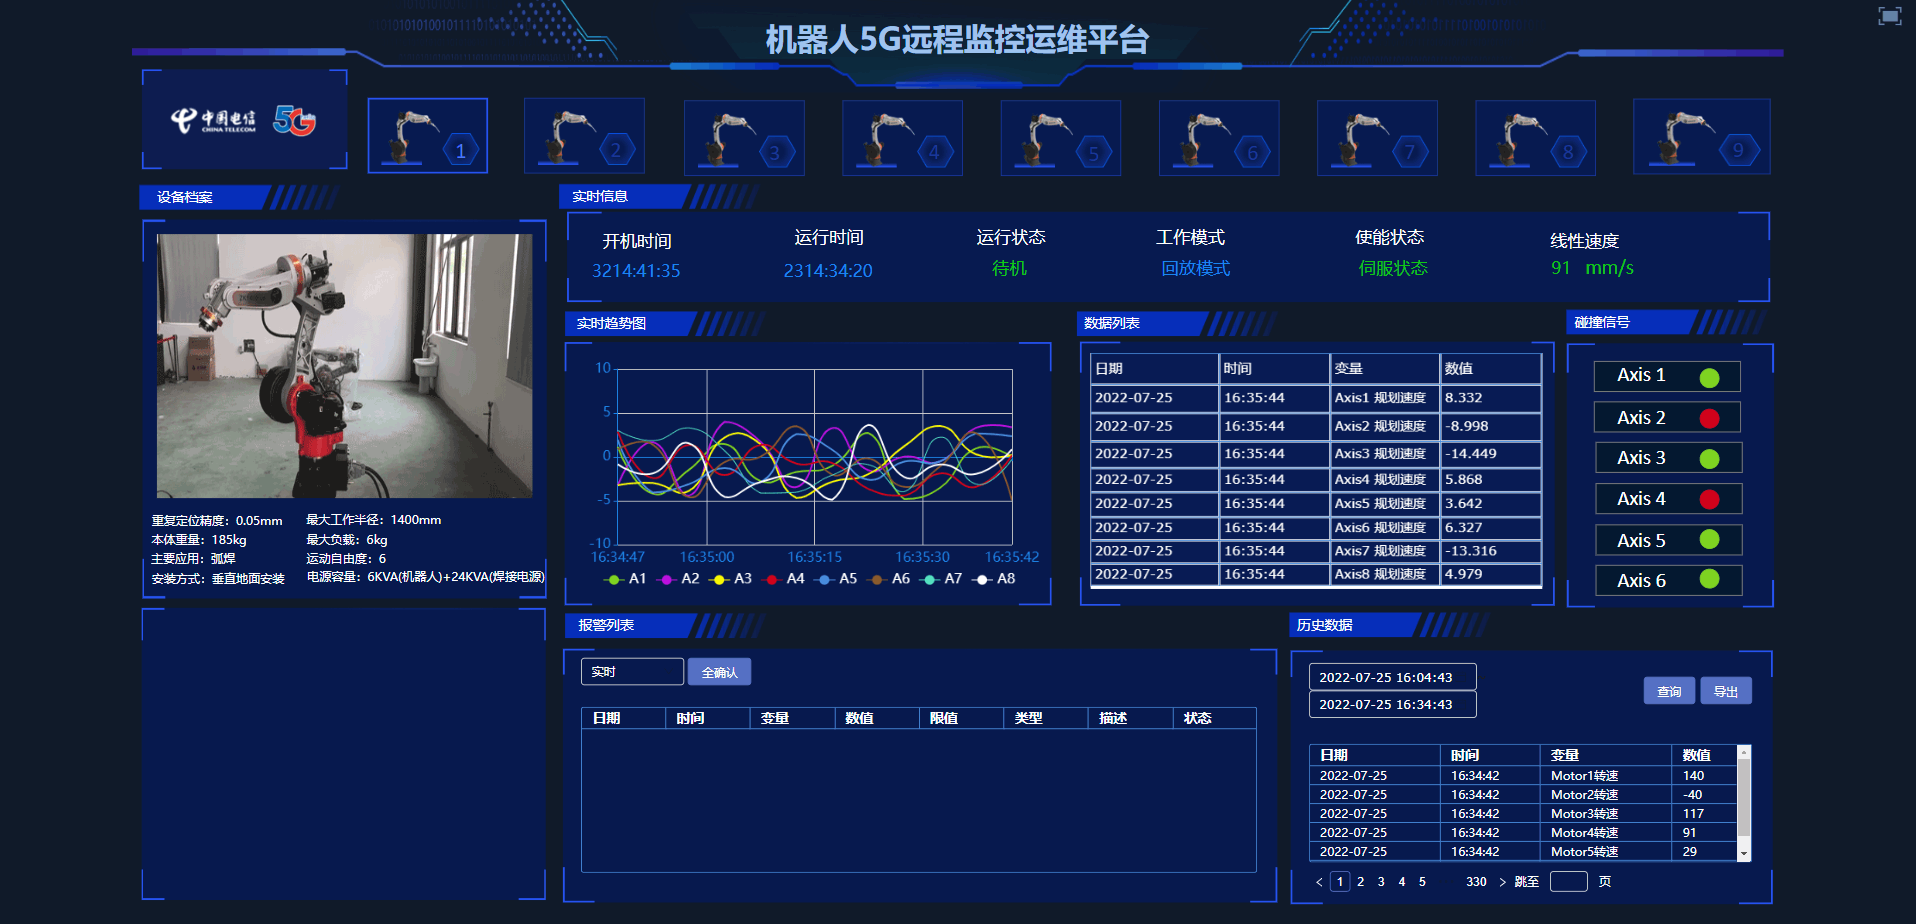 机器人5G远程监控运维平台
中国电信
CHINA TELECOM
5G
1
2
3
4
5
6
7
8
9
设备档案
重复定位精度：0.05mm 最大工作半径：1400mm
本体重量：185kg 最大负载：6kg
主要应用：弧焊 运动自由度：6
安装方式：垂直地面安装 电源容量：6KVA(机器人)+24KVA(焊接电源)
实时信息
开机时间 运行时间 运行状态 工作模式 使能状态 线性速度
3214:41:35 2314:34:20 待机 回放模式 伺服状态 91 mm/s
实时趋势图
10
5
0
-5
-10
16:34:47 16:35:00 16:35:15 16:35:30 16:35:42
A1 A2 A3 A4 A5 A6 A7 A8
数据列表
日期 时间 变量 数值
2022-07-25 16:35:44 Axis1 规划速度 8.332
2022-07-25 16:35:44 Axis2 规划速度 -8.998
2022-07-25 16:35:44 Axis3 规划速度 -14.449
2022-07-25 16:35:44 Axis4 规划速度 5.868
2022-07-25 16:35:44 Axis5 规划速度 3.642
2022-07-25 16:35:44 Axis6 规划速度 6.327
2022-07-25 16:35:44 Axis7 规划速度 -13.316
2022-07-25 16:35:44 Axis8 规划速度 4.979
碰撞信号
Axis 1
Axis 2
Axis 3
Axis 4
Axis 5
Axis 6
报警列表
实时 全确认
日期 时间 变量 数值 限值 类型 描述 状态
历史数据
2022-07-25 16:04:43
2022-07-25 16:34:43
查询 导出
日期 时间 变量 数值
2022-07-25 16:34:42 Motor1转速 140
2022-07-25 16:34:42 Motor2转速 -40
2022-07-25 16:34:42 Motor3转速 117
2022-07-25 16:34:42 Motor4转速 91
2022-07-25 16:34:42 Motor5转速 29
< 1 2 3 4 5 330 > 跳至 页